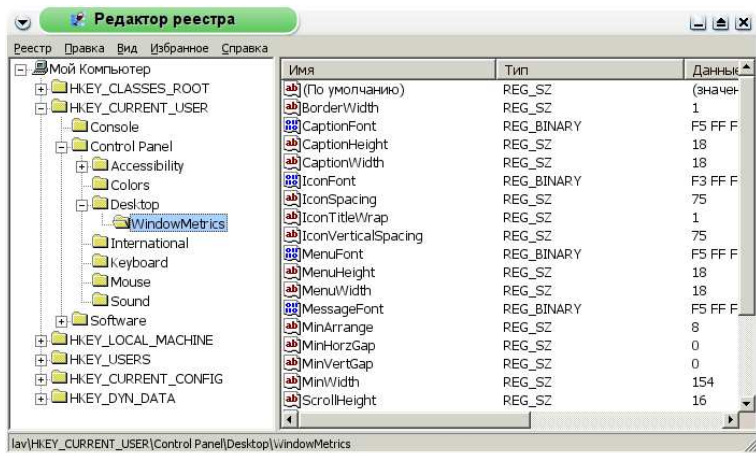 Редактор реестра
Реестр Правка Вид Избранное Справка
Мой Компьютер
HKEY_CLASSES_ROOT
HKEY_CURRENT_USER
Console
Control Panel
Accessibility
Colors
Desktop
WindowMetrics
International
Keyboard
Mouse
Sound
Software
HKEY_LOCAL_MACHINE
HKEY_USERS
HKEY_CURRENT_CONFIG
HKEY_DYN_DATA
Имя Тип Данные
(По умолчанию) REG_SZ (значен
BorderWidth REG_SZ 1
CaptionFont REG_BINARY F5 FF F
CaptionHeight REG_SZ 18
CaptionWidth REG_SZ 18
IconFont REG_BINARY F3 FF F
IconSpacing REG_SZ 75
IconTitleWrap REG_SZ 1
IconVerticalSpacing REG_SZ 75
MenuFont REG_BINARY F5 FF F
MenuHeight REG_SZ 18
MenuWidth REG_SZ 18
MessageFont REG_BINARY F5 FF F
MinArrange REG_SZ 8
MinHorzGap REG_SZ 0
MinVertGap REG_SZ 0
MinWidth REG_SZ 154
ScrollHeight REG_SZ 16
lav\HKEY_CURRENT_USER\Control Panel\Desktop\WindowMetrics